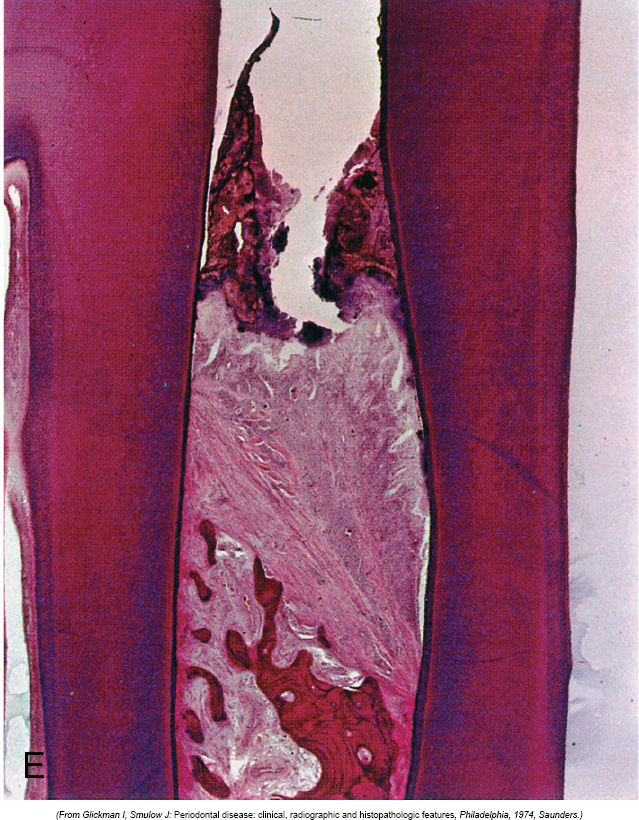 E
(From Glickman I, Smulow J: Periodontal disease: clinical, radiographic and histopathologic features, Philadelphia, 1974, Saunders.)